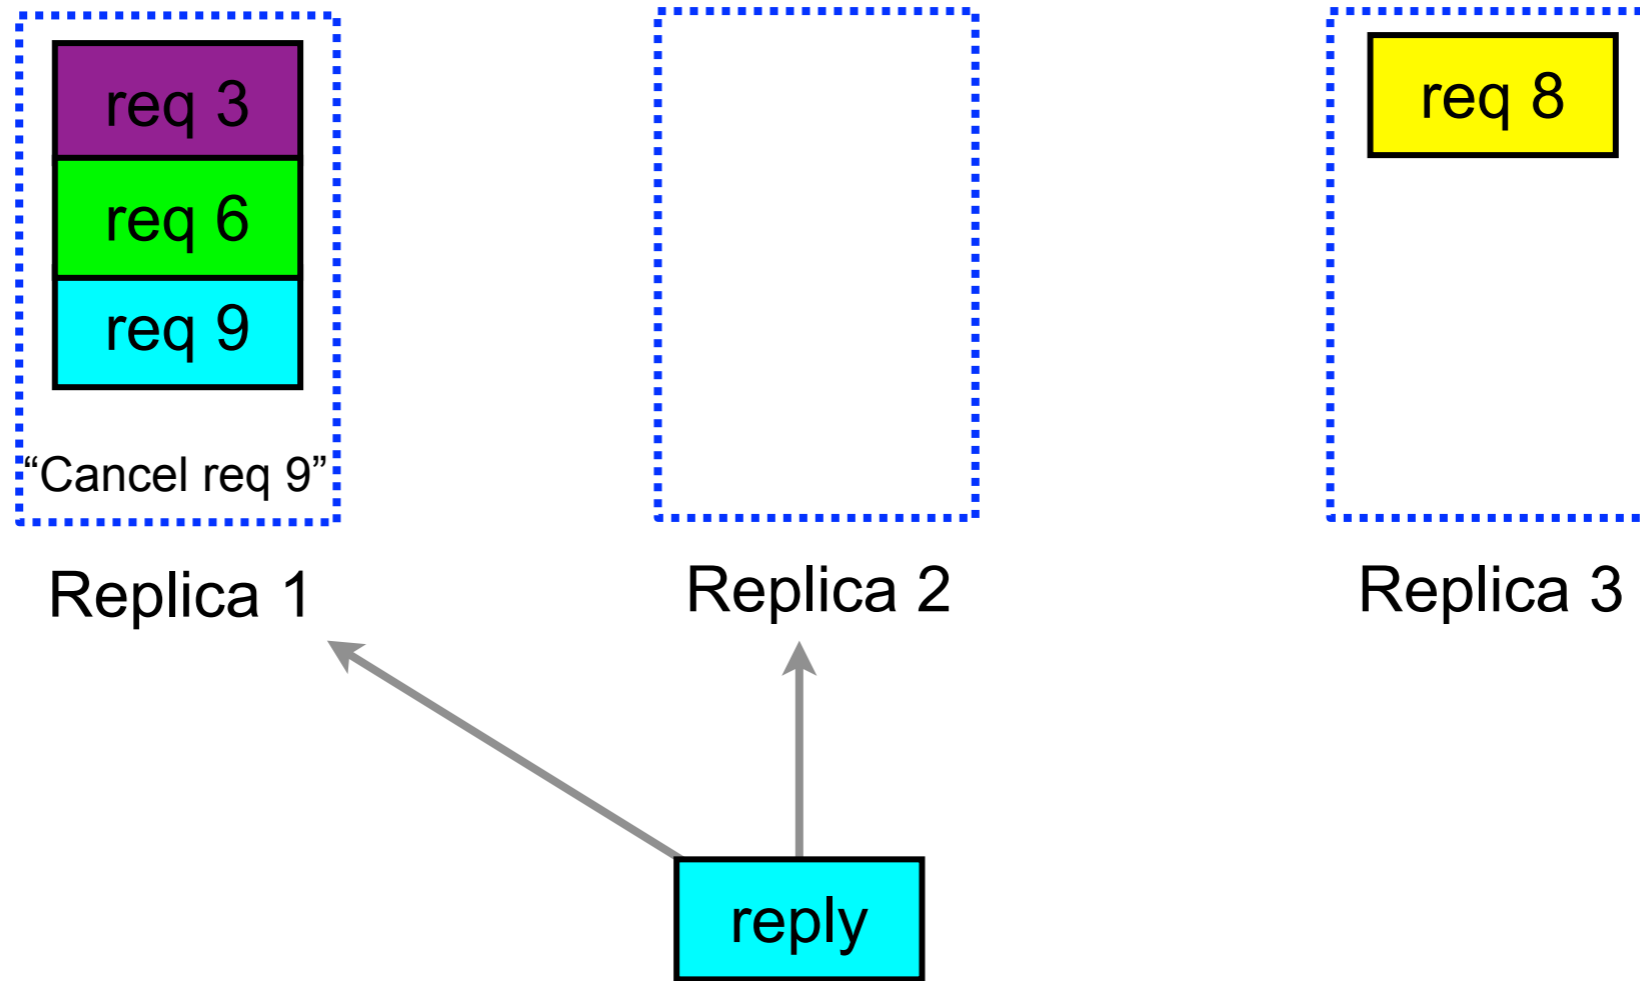 req 3
req 6
req 9
“Cancel req 9”
Replica 1
Replica 2
req 8
Replica 3
reply